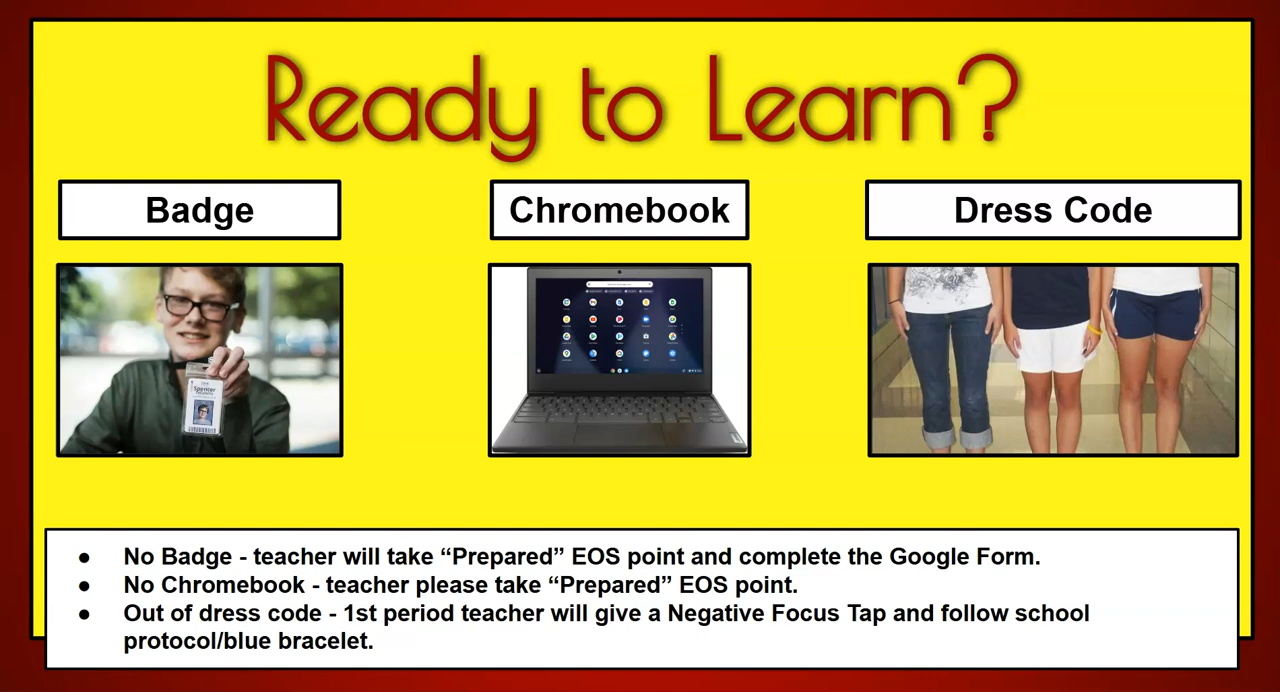 Ready to Learn?
Badge
Chromebook
Dress Code
Spencer
● No Badge - teacher will take “Prepared” EOS point and complete the Google Form.
● No Chromebook - teacher please take “Prepared” EOS point.
● Out of dress code - 1st period teacher will give a Negative Focus Tap and follow school
protocol/blue bracelet.